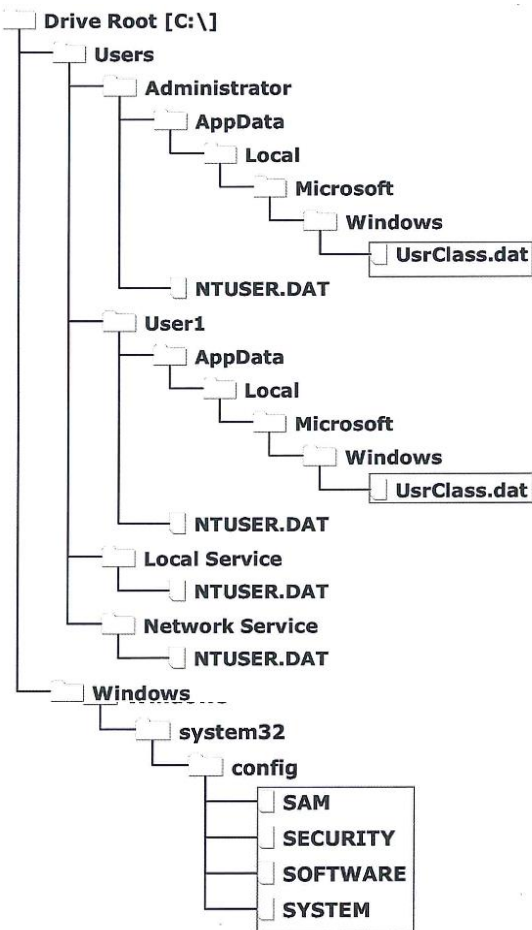 Drive Root [C:\]
Users
Administrator
AppData
Local
Microsoft
Windows
UsrClass.dat
NTUSER.DAT
User1
AppData
Local
Microsoft
Windows
UsrClass.dat
NTUSER.DAT
Local Service
NTUSER.DAT
Network Service
NTUSER.DAT
Windows
system32
config
SAM
SECURITY
SOFTWARE
SYSTEM